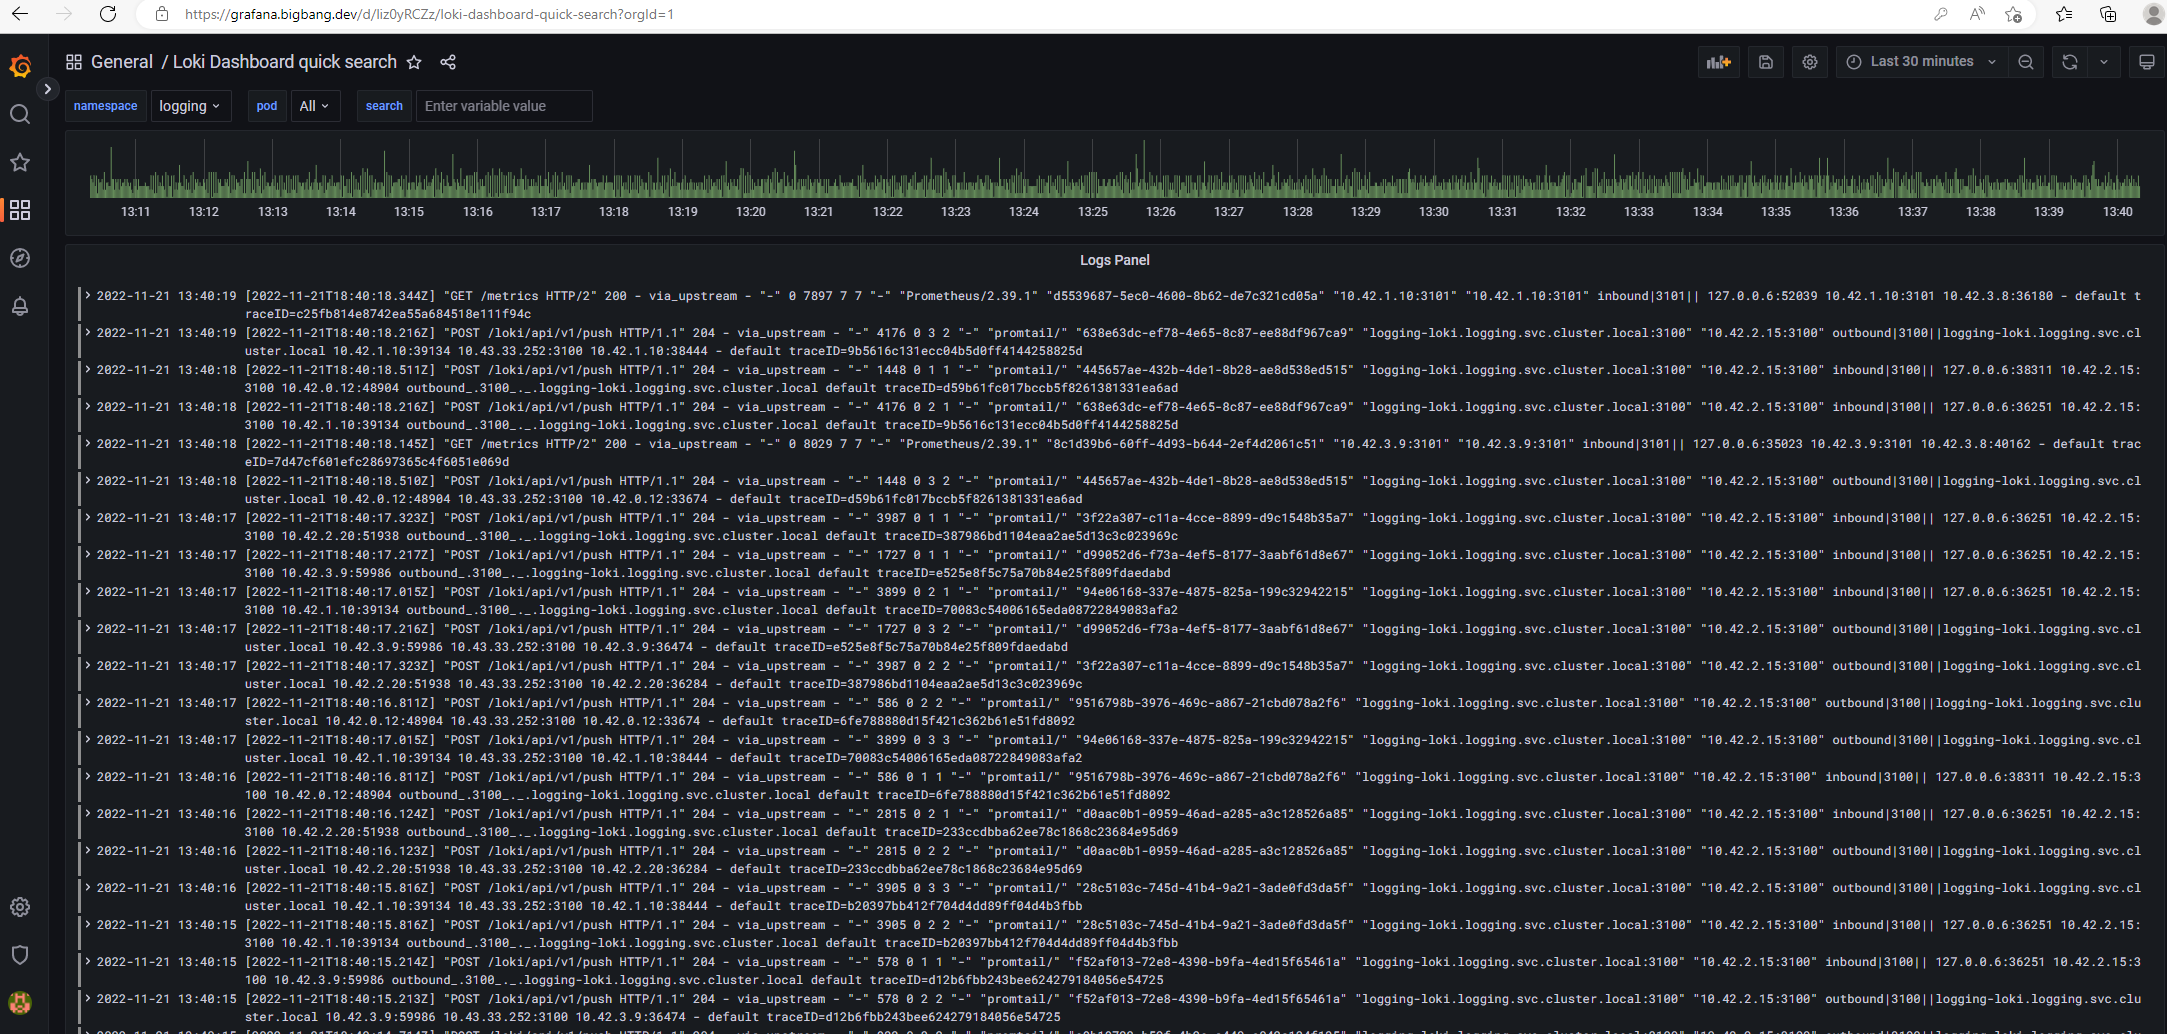 https://grafana.bigbang.dev/d/liz0yRCZz/loki-dashboard-quick-search?orgId=1
General / Loki Dashboard quick search
Last 30 minutes
namespace logging pod All search Enter variable value
13:11 13:12 13:13 13:14 13:15 13:16 13:17 13:18 13:19 13:20 13:21 13:22 13:23 13:24 13:25 13:26 13:27 13:28 13:29 13:30 13:31 13:32 13:33 13:34 13:35 13:36 13:37 13:38 13:39 13:40
Logs Panel
2022-11-21 13:40:19 [2022-11-21T18:40:18.344Z] "GET /metrics HTTP/2" 200 - via_upstream - "-" 0 7897 7 7 "-" "Prometheus/2.39.1" "d5539687-5ec0-4600-8b62-de7c321cd05a" "10.42.1.10:3101" "10.42.1.10:3101" inbound|3101|| 127.0.0.6:52039 10.42.1.10:3101 10.42.3.8:36180 - default t
raceID=c25fb814e8742ea55a684518e111f94c
2022-11-21 13:40:19 [2022-11-21T18:40:18.216Z] "POST /loki/api/v1/push HTTP/1.1" 204 - via_upstream - "-" 4176 0 3 2 "-" "promtail/" "638e63dc-ef78-4e65-8c87-ee88df967ca9" "logging-loki.logging.svc.cluster.local:3100" "10.42.2.15:3100" outbound|3100||logging-loki.logging.svc.cl
uster.local 10.42.1.10:39134 10.43.33.252:3100 10.42.1.10:38444 - default traceID=9b5616c131ecc04b5d0ff4144258825d
2022-11-21 13:40:18 [2022-11-21T18:40:18.511Z] "POST /loki/api/v1/push HTTP/1.1" 204 - via_upstream - "-" 1448 0 1 1 "-" "promtail/" "445657ae-432b-4de1-8b28-ae8d538ed515" "logging-loki.logging.svc.cluster.local:3100" "10.42.2.15:3100" inbound|3100|| 127.0.0.6:38311 10.42.2.15:
3100 10.42.0.12:48904 outbound_.3100_._.logging-loki.logging.svc.cluster.local default traceID=d59b61fc017bccb5f8261381331ea6ad
2022-11-21 13:40:18 [2022-11-21T18:40:18.216Z] "POST /loki/api/v1/push HTTP/1.1" 204 - via_upstream - "-" 4176 0 2 1 "-" "promtail/" "638e63dc-ef78-4e65-8c87-ee88df967ca9" "logging-loki.logging.svc.cluster.local:3100" "10.42.2.15:3100" inbound|3100|| 127.0.0.6:36251 10.42.2.15:
3100 10.42.1.10:39134 outbound_.3100_._.logging-loki.logging.svc.cluster.local default traceID=9b5616c131ecc04b5d0ff4144258825d
2022-11-21 13:40:18 [2022-11-21T18:40:18.145Z] "GET /metrics HTTP/2" 200 - via_upstream - "-" 0 8029 7 7 "-" "Prometheus/2.39.1" "8c1d39b6-60ff-4d93-b644-2ef4d2061c51" "10.42.3.9:3101" "10.42.3.9:3101" inbound|3101|| 127.0.0.6:35023 10.42.3.9:3101 10.42.3.8:40162 - default trac
eID=7d47cf601efc28697365c4f6051e069d
2022-11-21 13:40:18 [2022-11-21T18:40:18.510Z] "POST /loki/api/v1/push HTTP/1.1" 204 - via_upstream - "-" 1448 0 3 2 "-" "promtail/" "445657ae-432b-4de1-8b28-ae8d538ed515" "logging-loki.logging.svc.cluster.local:3100" "10.42.2.15:3100" outbound|3100||logging-loki.logging.svc.cl
uster.local 10.42.0.12:48904 10.43.33.252:3100 10.42.0.12:33674 - default traceID=d59b61fc017bccb5f8261381331ea6ad
2022-11-21 13:40:17 [2022-11-21T18:40:17.323Z] "POST /loki/api/v1/push HTTP/1.1" 204 - via_upstream - "-" 3987 0 1 1 "-" "promtail/" "3f22a307-c11a-4cce-8899-d9c1548b35a7" "logging-loki.logging.svc.cluster.local:3100" "10.42.2.15:3100" inbound|3100|| 127.0.0.6:36251 10.42.2.15:
3100 10.42.2.20:51938 outbound_.3100_._.logging-loki.logging.svc.cluster.local default traceID=387986bd1104eaa2ae5d13c3c023969c
2022-11-21 13:40:17 [2022-11-21T18:40:17.217Z] "POST /loki/api/v1/push HTTP/1.1" 204 - via_upstream - "-" 1727 0 1 1 "-" "promtail/" "d99052d6-f73a-4ef5-8177-3aabf61d8e67" "logging-loki.logging.svc.cluster.local:3100" "10.42.2.15:3100" inbound|3100|| 127.0.0.6:36251 10.42.2.15:
3100 10.42.3.9:59986 outbound_.3100_._.logging-loki.logging.svc.cluster.local default traceID=e525e8f5c75a70b84e25f809fdaedabd
2022-11-21 13:40:17 [2022-11-21T18:40:17.015Z] "POST /loki/api/v1/push HTTP/1.1" 204 - via_upstream - "-" 3899 0 2 1 "-" "promtail/" "94e06168-337e-4875-825a-199c32942215" "logging-loki.logging.svc.cluster.local:3100" "10.42.2.15:3100" inbound|3100|| 127.0.0.6:36251 10.42.2.15:
3100 10.42.1.10:39134 outbound_.3100_._.logging-loki.logging.svc.cluster.local default traceID=70083c54006165eda08722849083afa2
2022-11-21 13:40:17 [2022-11-21T18:40:17.216Z] "POST /loki/api/v1/push HTTP/1.1" 204 - via_upstream - "-" 1727 0 3 2 "-" "promtail/" "d99052d6-f73a-4ef5-8177-3aabf61d8e67" "logging-loki.logging.svc.cluster.local:3100" "10.42.2.15:3100" outbound|3100||logging-loki.logging.svc.cl
uster.local 10.42.3.9:59986 10.43.33.252:3100 10.42.3.9:36474 - default traceID=e525e8f5c75a70b84e25f809fdaedabd
2022-11-21 13:40:17 [2022-11-21T18:40:17.323Z] "POST /loki/api/v1/push HTTP/1.1" 204 - via_upstream - "-" 3987 0 2 2 "-" "promtail/" "3f22a307-c11a-4cce-8899-d9c1548b35a7" "logging-loki.logging.svc.cluster.local:3100" "10.42.2.15:3100" outbound|3100||logging-loki.logging.svc.cl
uster.local 10.42.2.20:51938 10.43.33.252:3100 10.42.2.20:36284 - default traceID=387986bd1104eaa2ae5d13c3c023969c
2022-11-21 13:40:17 [2022-11-21T18:40:16.811Z] "POST /loki/api/v1/push HTTP/1.1" 204 - via_upstream - "-" 586 0 2 2 "-" "promtail/" "9516798b-3976-469c-a867-21cbd078a2f6" "logging-loki.logging.svc.cluster.local:3100" "10.42.2.15:3100" outbound|3100||logging-loki.logging.svc.clu
ster.local 10.42.0.12:48904 10.43.33.252:3100 10.42.0.12:33674 - default traceID=6fe788880d15f421c362b61e51fd8092
2022-11-21 13:40:17 [2022-11-21T18:40:17.015Z] "POST /loki/api/v1/push HTTP/1.1" 204 - via_upstream - "-" 3899 0 3 3 "-" "promtail/" "94e06168-337e-4875-825a-199c32942215" "logging-loki.logging.svc.cluster.local:3100" "10.42.2.15:3100" outbound|3100||logging-loki.logging.svc.cl
uster.local 10.42.1.10:39134 10.43.33.252:3100 10.42.1.10:38444 - default traceID=70083c54006165eda08722849083afa2
2022-11-21 13:40:16 [2022-11-21T18:40:16.811Z] "POST /loki/api/v1/push HTTP/1.1" 204 - via_upstream - "-" 586 0 1 1 "-" "promtail/" "9516798b-3976-469c-a867-21cbd078a2f6" "logging-loki.logging.svc.cluster.local:3100" "10.42.2.15:3100" inbound|3100|| 127.0.0.6:38311 10.42.2.15:3
100 10.42.0.12:48904 outbound_.3100_._.logging-loki.logging.svc.cluster.local default traceID=6fe788880d15f421c362b61e51fd8092
2022-11-21 13:40:16 [2022-11-21T18:40:16.124Z] "POST /loki/api/v1/push HTTP/1.1" 204 - via_upstream - "-" 2815 0 2 1 "-" "promtail/" "d0aac0b1-0959-46ad-a285-a3c128526a85" "logging-loki.logging.svc.cluster.local:3100" "10.42.2.15:3100" inbound|3100|| 127.0.0.6:36251 10.42.2.15:
3100 10.42.2.20:51938 outbound_.3100_._.logging-loki.logging.svc.cluster.local default traceID=233ccdbba62ee78c1868c23684e95d69
2022-11-21 13:40:16 [2022-11-21T18:40:16.123Z] "POST /loki/api/v1/push HTTP/1.1" 204 - via_upstream - "-" 2815 0 2 2 "-" "promtail/" "d0aac0b1-0959-46ad-a285-a3c128526a85" "logging-loki.logging.svc.cluster.local:3100" "10.42.2.15:3100" outbound|3100||logging-loki.logging.svc.cl
uster.local 10.42.2.20:51938 10.43.33.252:3100 10.42.2.20:36284 - default traceID=233ccdbba62ee78c1868c23684e95d69
2022-11-21 13:40:16 [2022-11-21T18:40:15.816Z] "POST /loki/api/v1/push HTTP/1.1" 204 - via_upstream - "-" 3905 0 3 3 "-" "promtail/" "28c5103c-745d-41b4-9a21-3ade0fd3da5f" "logging-loki.logging.svc.cluster.local:3100" "10.42.2.15:3100" outbound|3100||logging-loki.logging.svc.cl
uster.local 10.42.1.10:39134 10.43.33.252:3100 10.42.1.10:38444 - default traceID=b20397bb412f704d4dd89ff04d4b3fbb
2022-11-21 13:40:15 [2022-11-21T18:40:15.816Z] "POST /loki/api/v1/push HTTP/1.1" 204 - via_upstream - "-" 3905 0 2 2 "-" "promtail/" "28c5103c-745d-41b4-9a21-3ade0fd3da5f" "logging-loki.logging.svc.cluster.local:3100" "10.42.2.15:3100" inbound|3100|| 127.0.0.6:36251 10.42.2.15:
3100 10.42.1.10:39134 outbound_.3100_._.logging-loki.logging.svc.cluster.local default traceID=b20397bb412f704d4dd89ff04d4b3fbb
2022-11-21 13:40:15 [2022-11-21T18:40:15.214Z] "POST /loki/api/v1/push HTTP/1.1" 204 - via_upstream - "-" 578 0 1 1 "-" "promtail/" "f52af013-72e8-4390-b9fa-4ed15f65461a" "logging-loki.logging.svc.cluster.local:3100" "10.42.2.15:3100" inbound|3100|| 127.0.0.6:36251 10.42.2.15:3
100 10.42.3.9:59986 outbound_.3100_._.logging-loki.logging.svc.cluster.local default traceID=d12b6fbb243bee624279184056e54725
2022-11-21 13:40:15 [2022-11-21T18:40:15.213Z] "POST /loki/api/v1/push HTTP/1.1" 204 - via_upstream - "-" 578 0 2 2 "-" "promtail/" "f52af013-72e8-4390-b9fa-4ed15f65461a" "logging-loki.logging.svc.cluster.local:3100" "10.42.2.15:3100" outbound|3100||logging-loki.logging.svc.clu
ster.local 10.42.3.9:59986 10.43.33.252:3100 10.42.3.9:36474 - default traceID=d12b6fbb243bee624279184056e54725